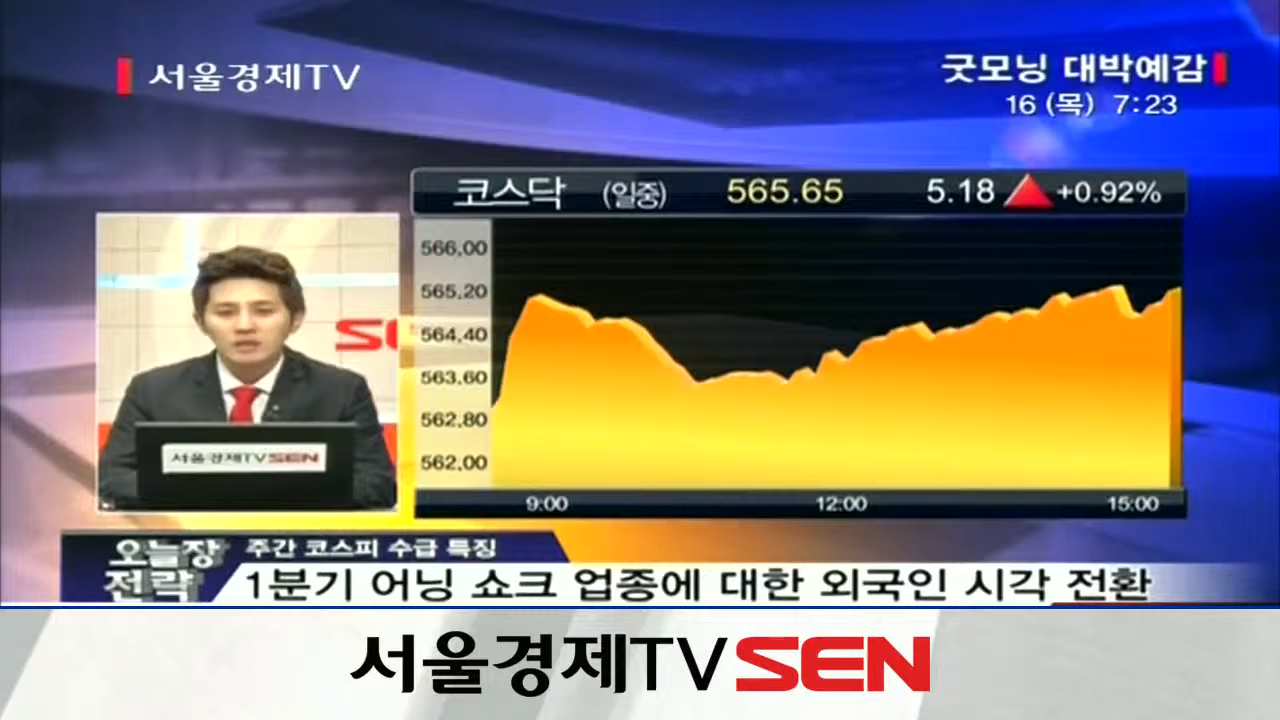 서울경제TV
굿모닝 대박예감
16 (목) 7:23
코스닥 (일중) 565.65 5.18 ▲ +0.92%
566.00
565.20
564.40
563.60
562.80
562.00
9:00 12:00 15:00
SEN
서울경제TV SEN
오늘장 전략
주간 코스피 수급 특징
1분기 어닝 쇼크 업종에 대한 외국인 시각 전환
서울경제TV SEN